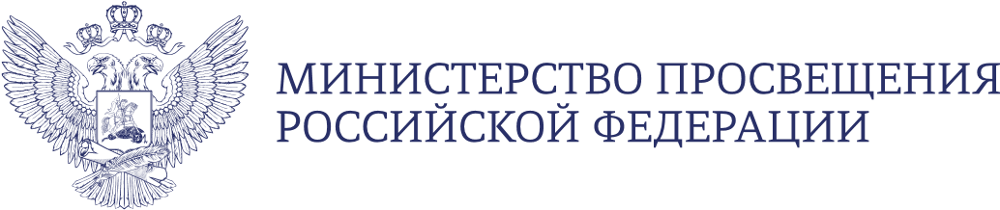 МИНИСТЕРСТВО ПРОСВЕЩЕНИЯ
РОССИЙСКОЙ ФЕДЕРАЦИИ